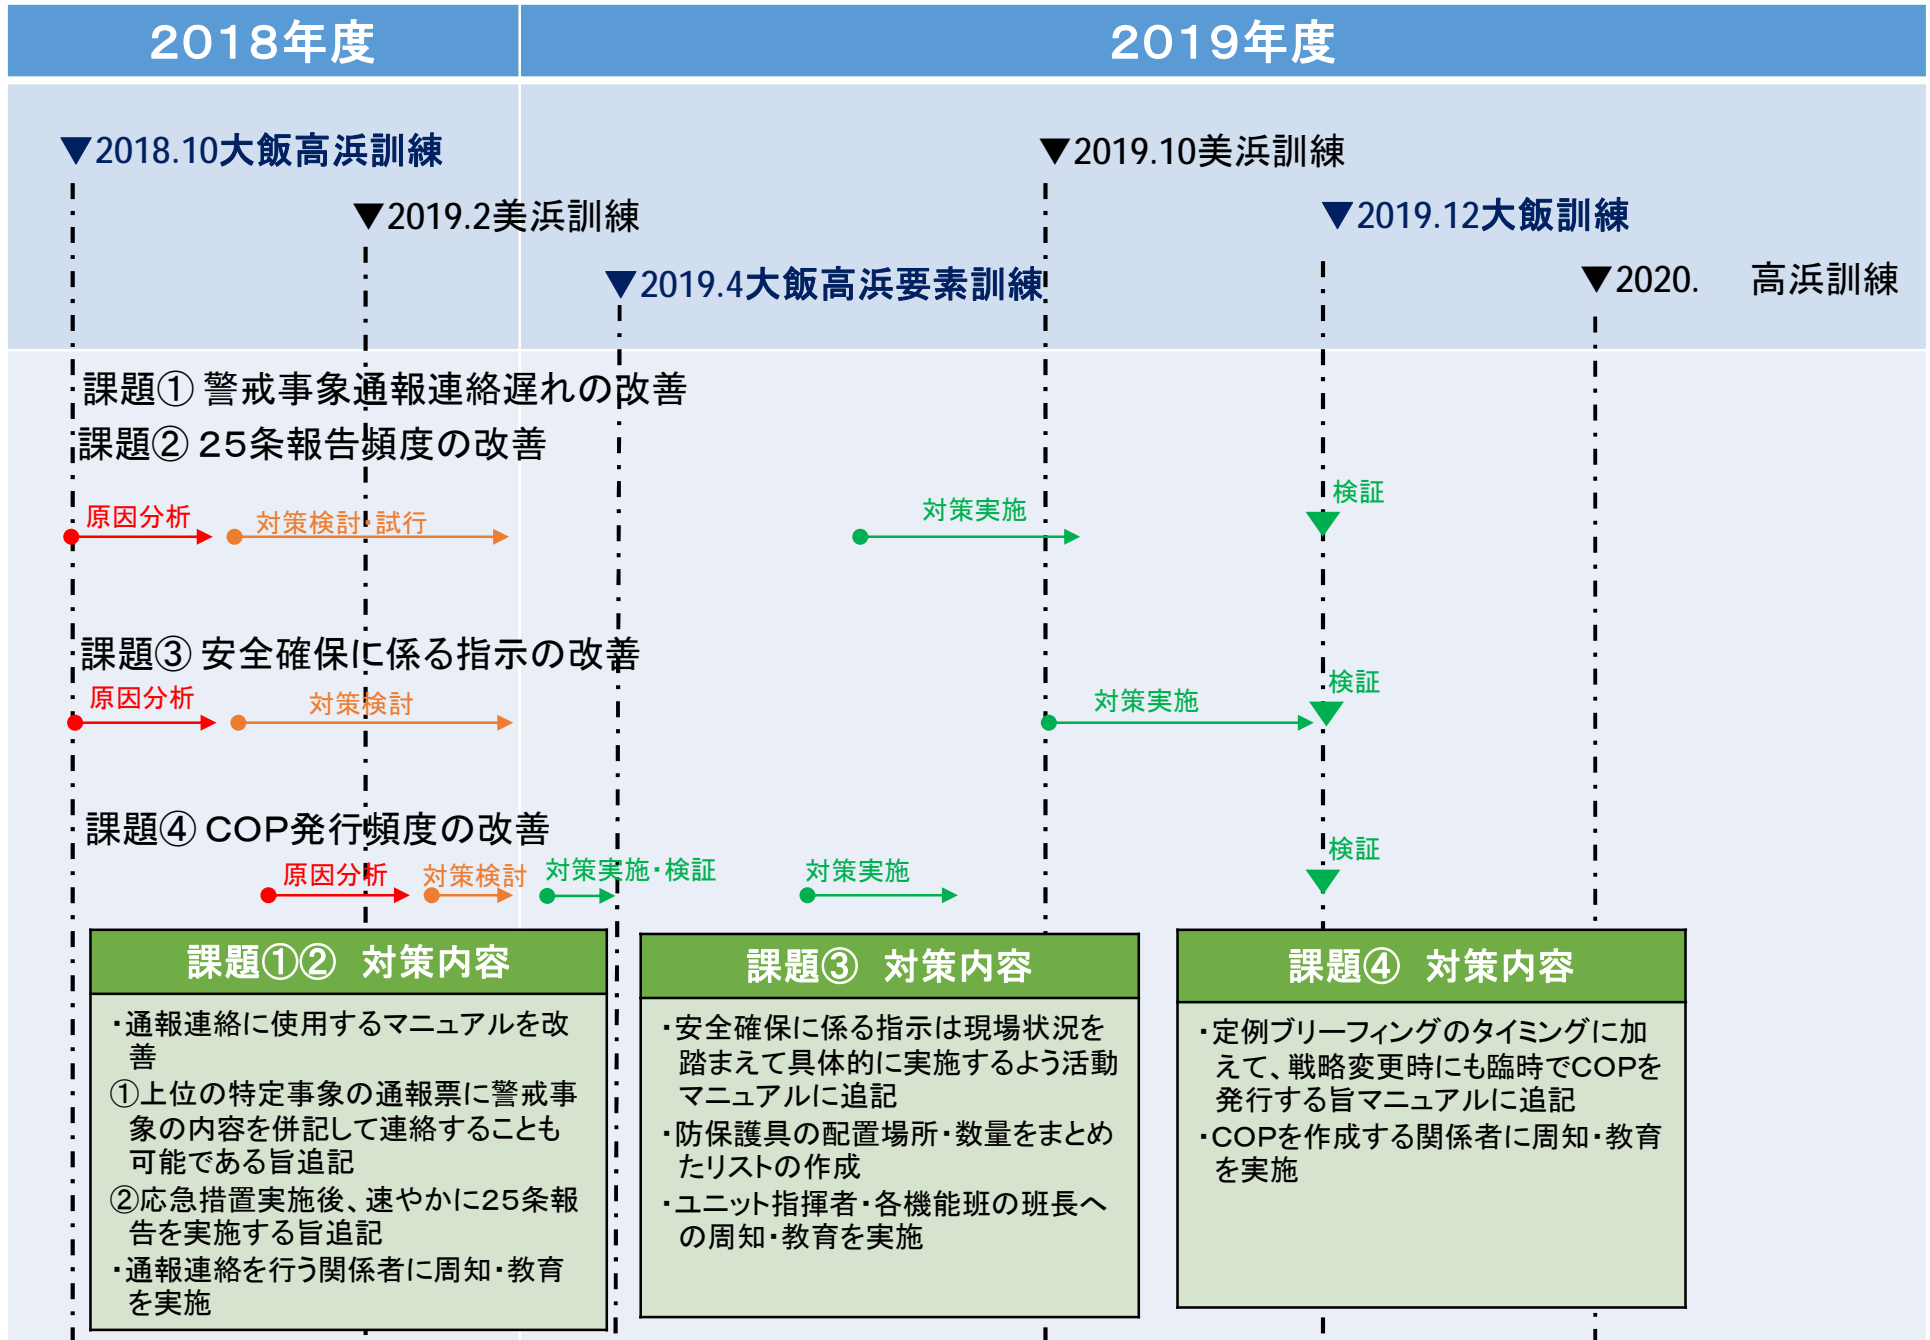 2018年度
2019年度
▼2018.10大飯高浜訓練
▼2019.10美浜訓練
▼2019.2美浜訓練
▼2019.12大飯訓練
▼2019.4大飯高浜要素訓練
▼2020.　高浜訓練
課題① 警戒事象通報連絡遅れの改善
課題② 25条報告頻度の改善
原因分析
対策検討・試行
対策実施
検証
課題③ 安全確保に係る指示の改善
原因分析
対策検討
対策実施
検証
課題④ COP発行頻度の改善
原因分析
対策検討
対策実施・検証
対策実施
検証
課題①②　対策内容
・通報連絡に使用するマニュアルを改
善
①上位の特定事象の通報票に警戒事
象の内容を併記して連絡することも
可能である旨追記
②応急措置実施後、速やかに25条報
告を実施する旨追記
・通報連絡を行う関係者に周知・教育
を実施
課題③　対策内容
・安全確保に係る指示は現場状況を
踏まえて具体的に実施するよう活動
マニュアルに追記
・防保護具の配置場所・数量をまとめ
たリストの作成
・ユニット指揮者・各機能班の班長へ
の周知・教育を実施
課題④　対策内容
・定例ブリーフィングのタイミングに加
えて、戦略変更時にも臨時でCOPを
発行する旨マニュアルに追記
・COPを作成する関係者に周知・教育
を実施